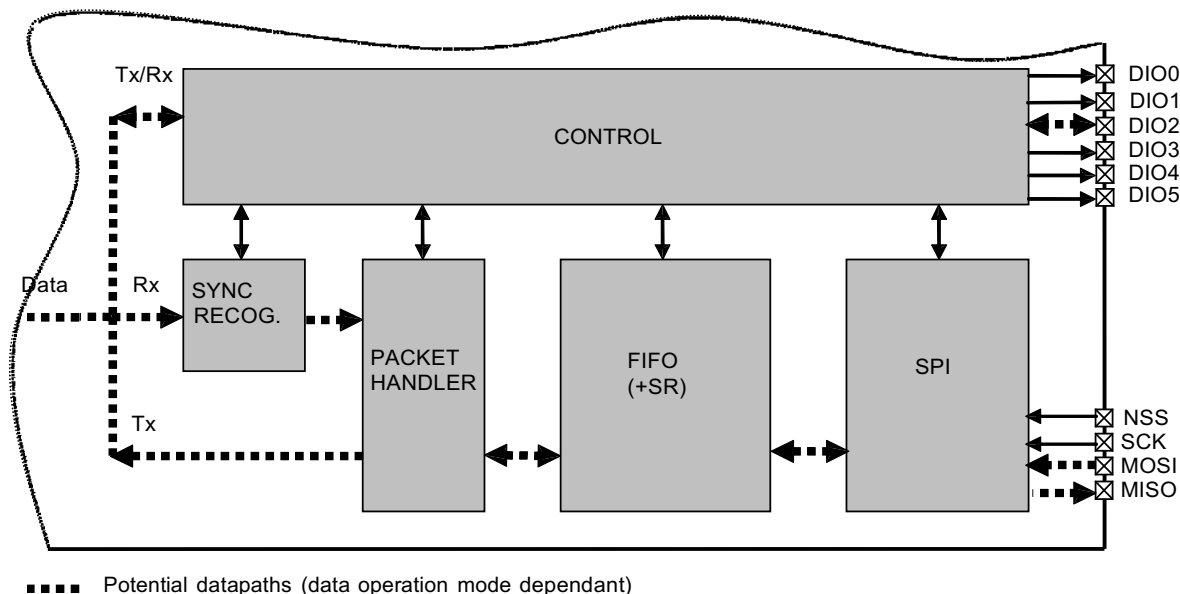 Tx/Rx
CONTROL
DIO0
DIO1
DIO2
DIO3
DIO4
DIO5
Data
Rx
SYNC
RECOG.
PACKET
HANDLER
FIFO
(+SR)
SPI
Tx
NSS
SCK
MOSI
MISO
Potential datapaths (data operation mode dependant)